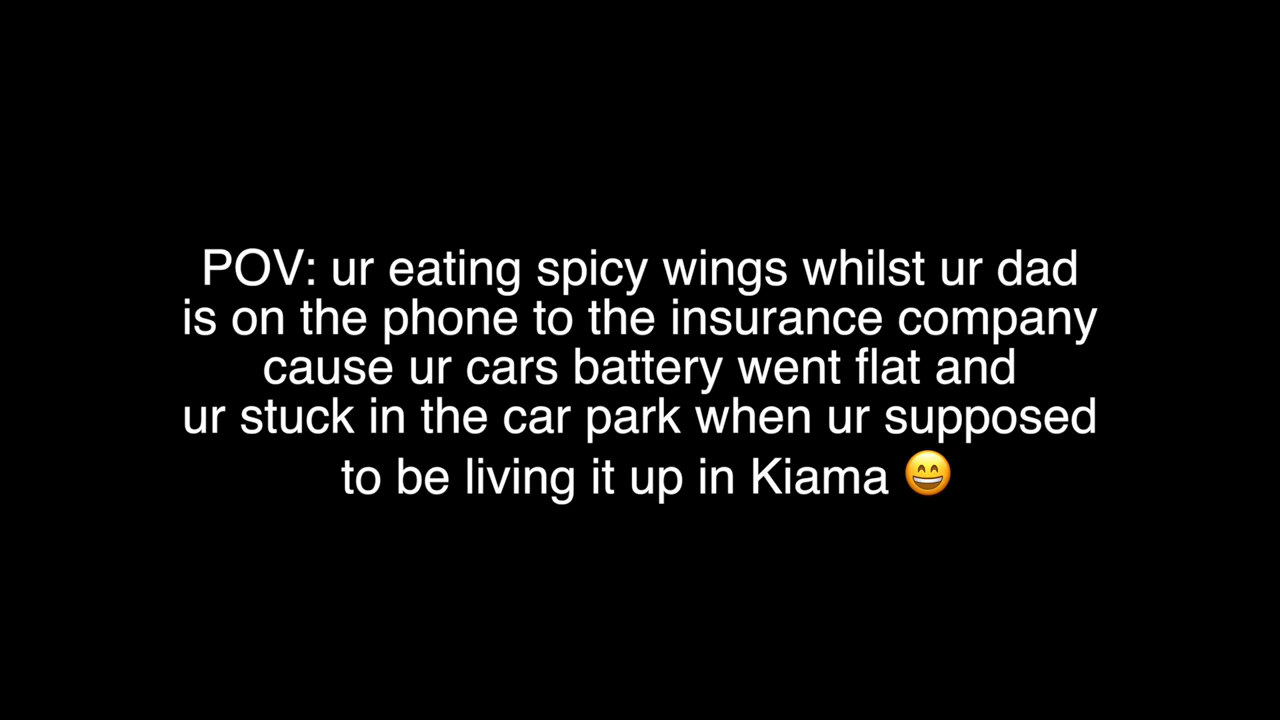 POV: ur eating spicy wings whilst ur dad
is on the phone to the insurance company
cause ur cars battery went flat and
ur stuck in the car park when ur supposed
to be living it up in Kiama 😄